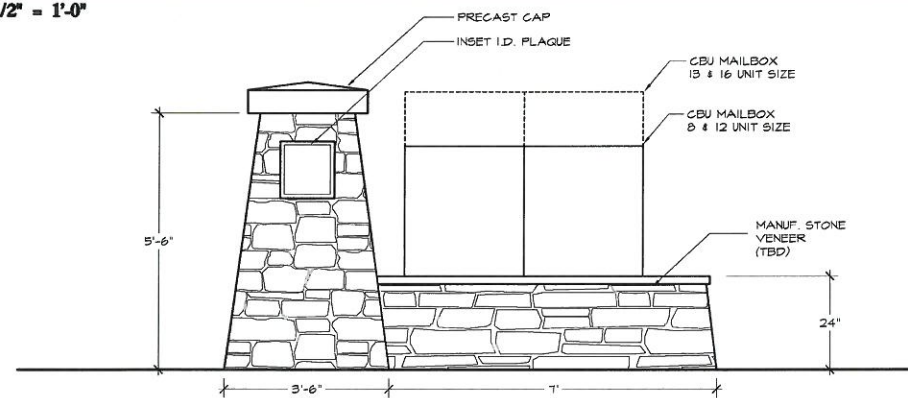 /2" = 1'-0"
PRECAST CAP
INSET I.D. PLAQUE
CBU MAILBOX
13 & 16 UNIT SIZE
CBU MAILBOX
8 & 12 UNIT SIZE
MANUF. STONE
VENEER
(TBD)
5'-6"
24"
3'-6"
7'